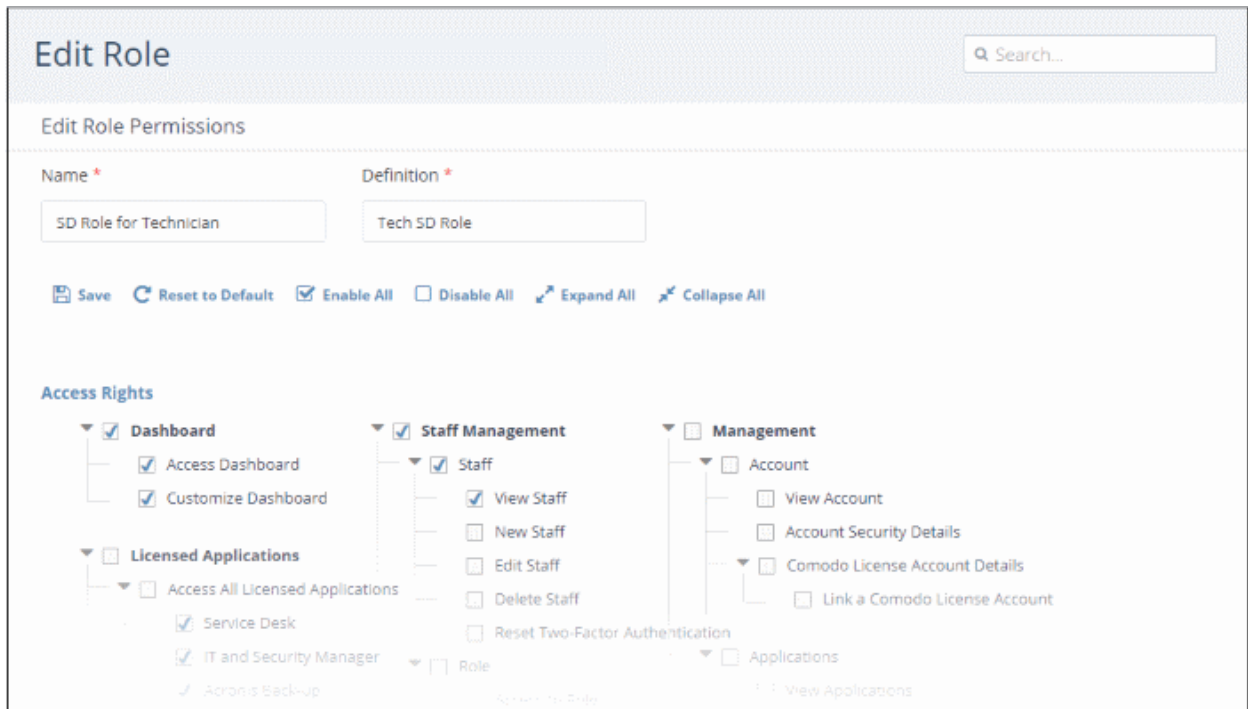 Edit Role
Search...
Edit Role Permissions
Name *
Definition *
SD Role for Technician
Tech SD Role
Save Reset to Default Enable All Disable All Expand All Collapse All
Access Rights
Dashboard
Access Dashboard
Customize Dashboard
Licensed Applications
Access All Licensed Applications
Service Desk
IT and Security Manager
Acronis Back-up
Staff Management
Staff
View Staff
New Staff
Edit Staff
Delete Staff
Reset Two-Factor Authentication
Role
Management
Account
View Account
Account Security Details
Comodo License Account Details
Link a Comodo License Account
Applications
View Applications